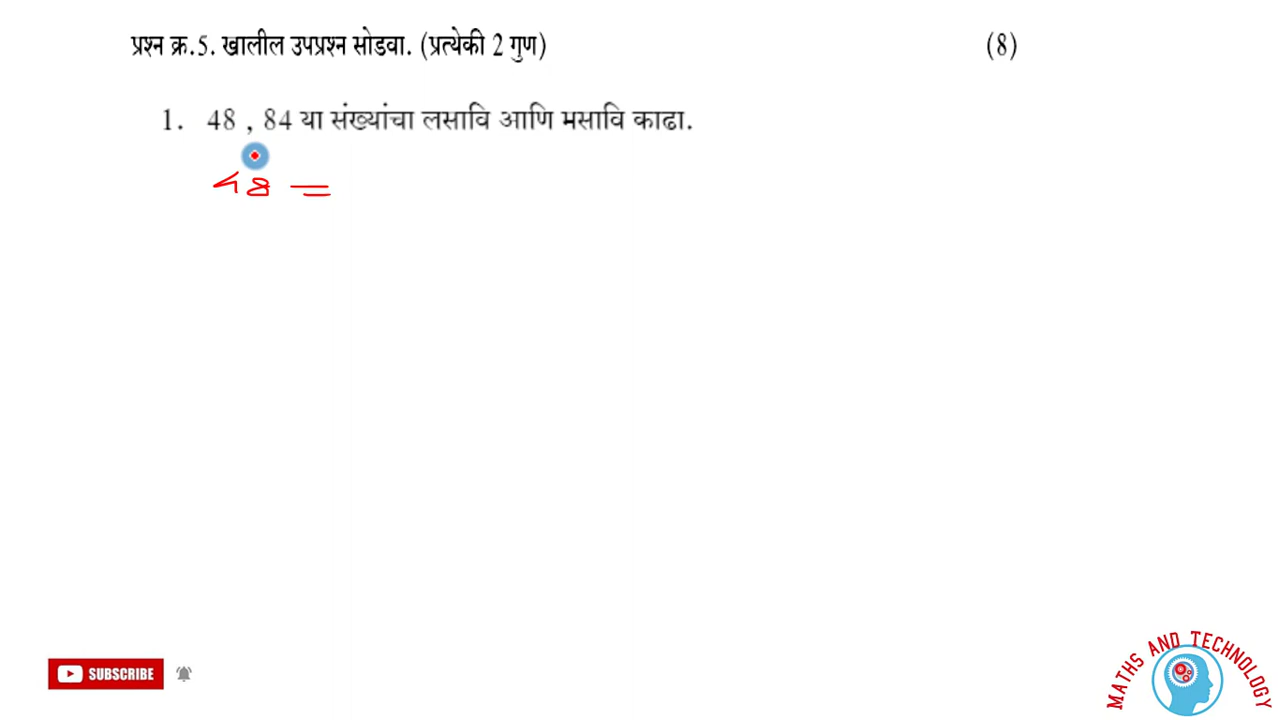 प्रश्न क्र.5. खालील उपप्रश्न सोडवा. (प्रत्येकी 2 गुण) (8)
1. 48 , 84 या संख्यांचा लसावि आणि मसावि काढा.
48 =
SUBSCRIBE
MATHS AND TECHNOLOGY